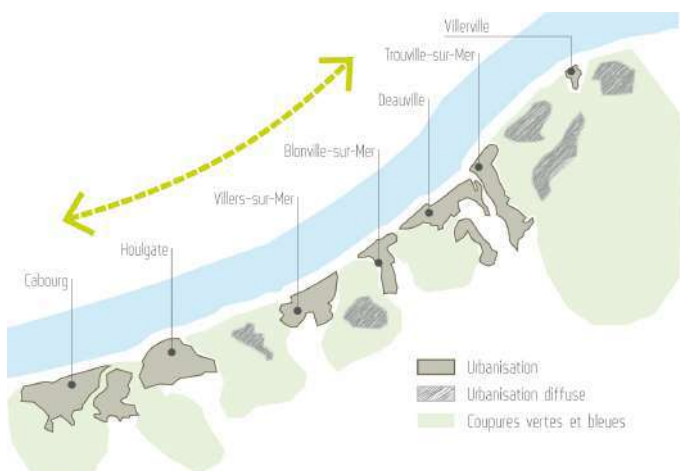 Villerville
Trouville-sur-Mer
Deauville
Blonville-sur-Mer
Villers-sur-Mer
Houlgate
Cabourg
Urbanisation
Urbanisation diffuse
Coupures vertes et bleues